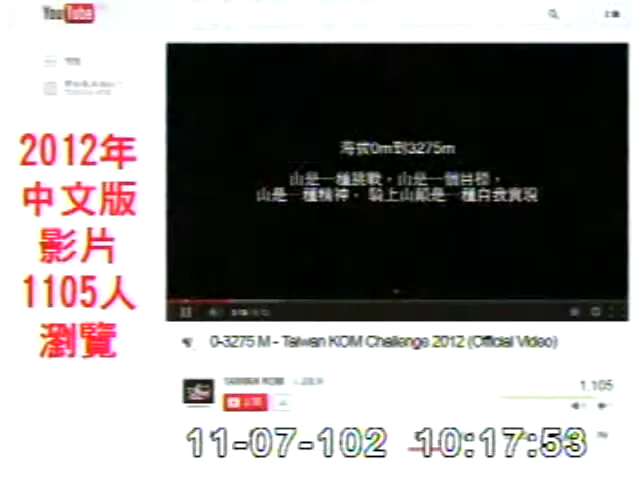 YouTube
2012年
中文版
影片
1105人
瀏覽
海拔0m到3275m
山是一種挑戰，山是一個目標，
山是一種精神， 騎上山顛是一種自我實現
0-3275 M - Taiwan KOM Challenge 2012 (Official Video)
TAIWAN KOM
1,105
11-07-102 10:17:53